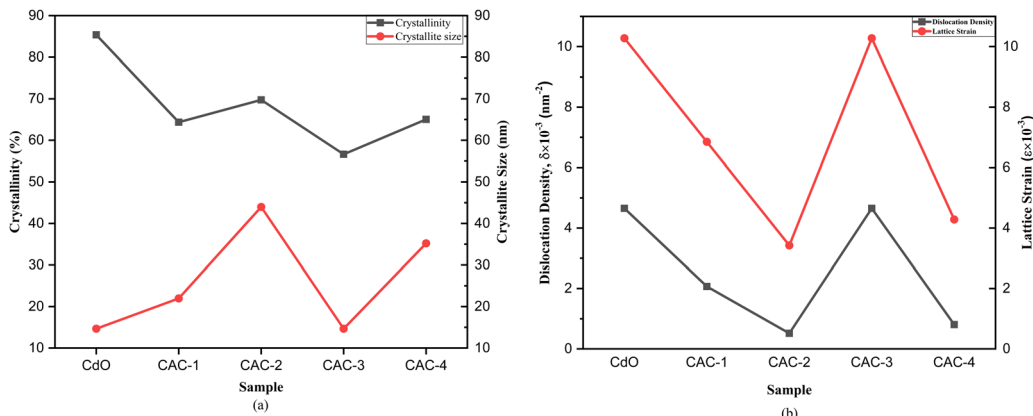 Crystallinity
Crystallite size
Crystallinity (%)
90
80
70
60
50
40
30
20
10
90
80
70
60
50
40
30
20
10
Crystallite Size (nm)
CdO CAC-1 CAC-2 CAC-3 CAC-4
Sample
(a)
Dislocation Density
Lattice Strain
Dislocation Density, δ×10⁻³ (nm⁻²)
10
8
6
4
2
0
10
8
6
4
2
0
Lattice Strain (ε×10⁻³)
CdO CAC-1 CAC-2 CAC-3 CAC-4
Sample
(b)